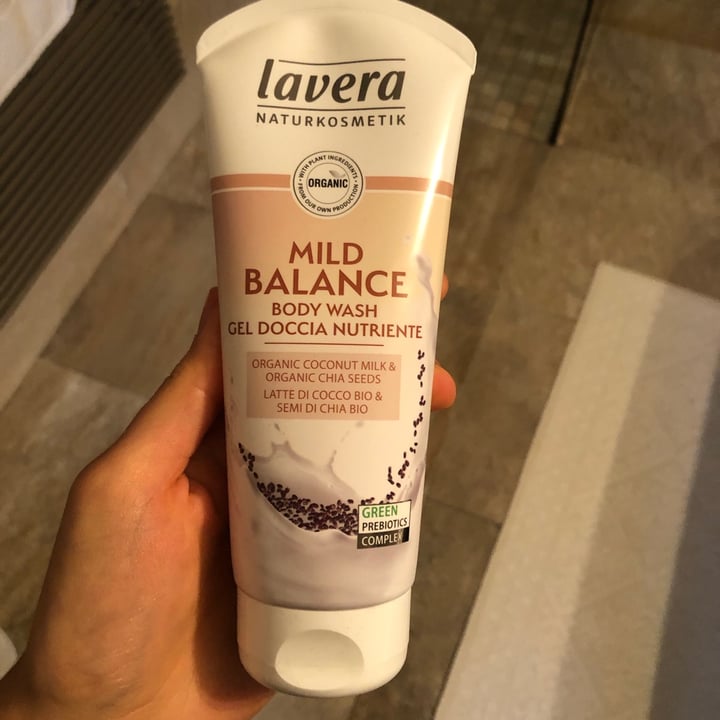 lavera
NATURKOSMETIK
WITH PLANT INGREDIENTS
ORGANIC
FROM OUR OWN PRODUCTION
MILD
BALANCE
BODY WASH
GEL DOCCIA NUTRIENTE
ORGANIC COCONUT MILK &
ORGANIC CHIA SEEDS
LATTE DI COCCO BIO &
SEMI DI CHIA BIO
GREEN
PREBIOTICS
COMPLEX